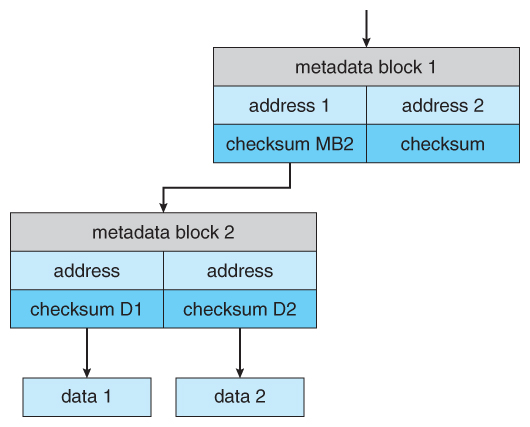 metadata block 1
address 1 address 2
checksum MB2 checksum
metadata block 2
address address
checksum D1 checksum D2
data 1 data 2